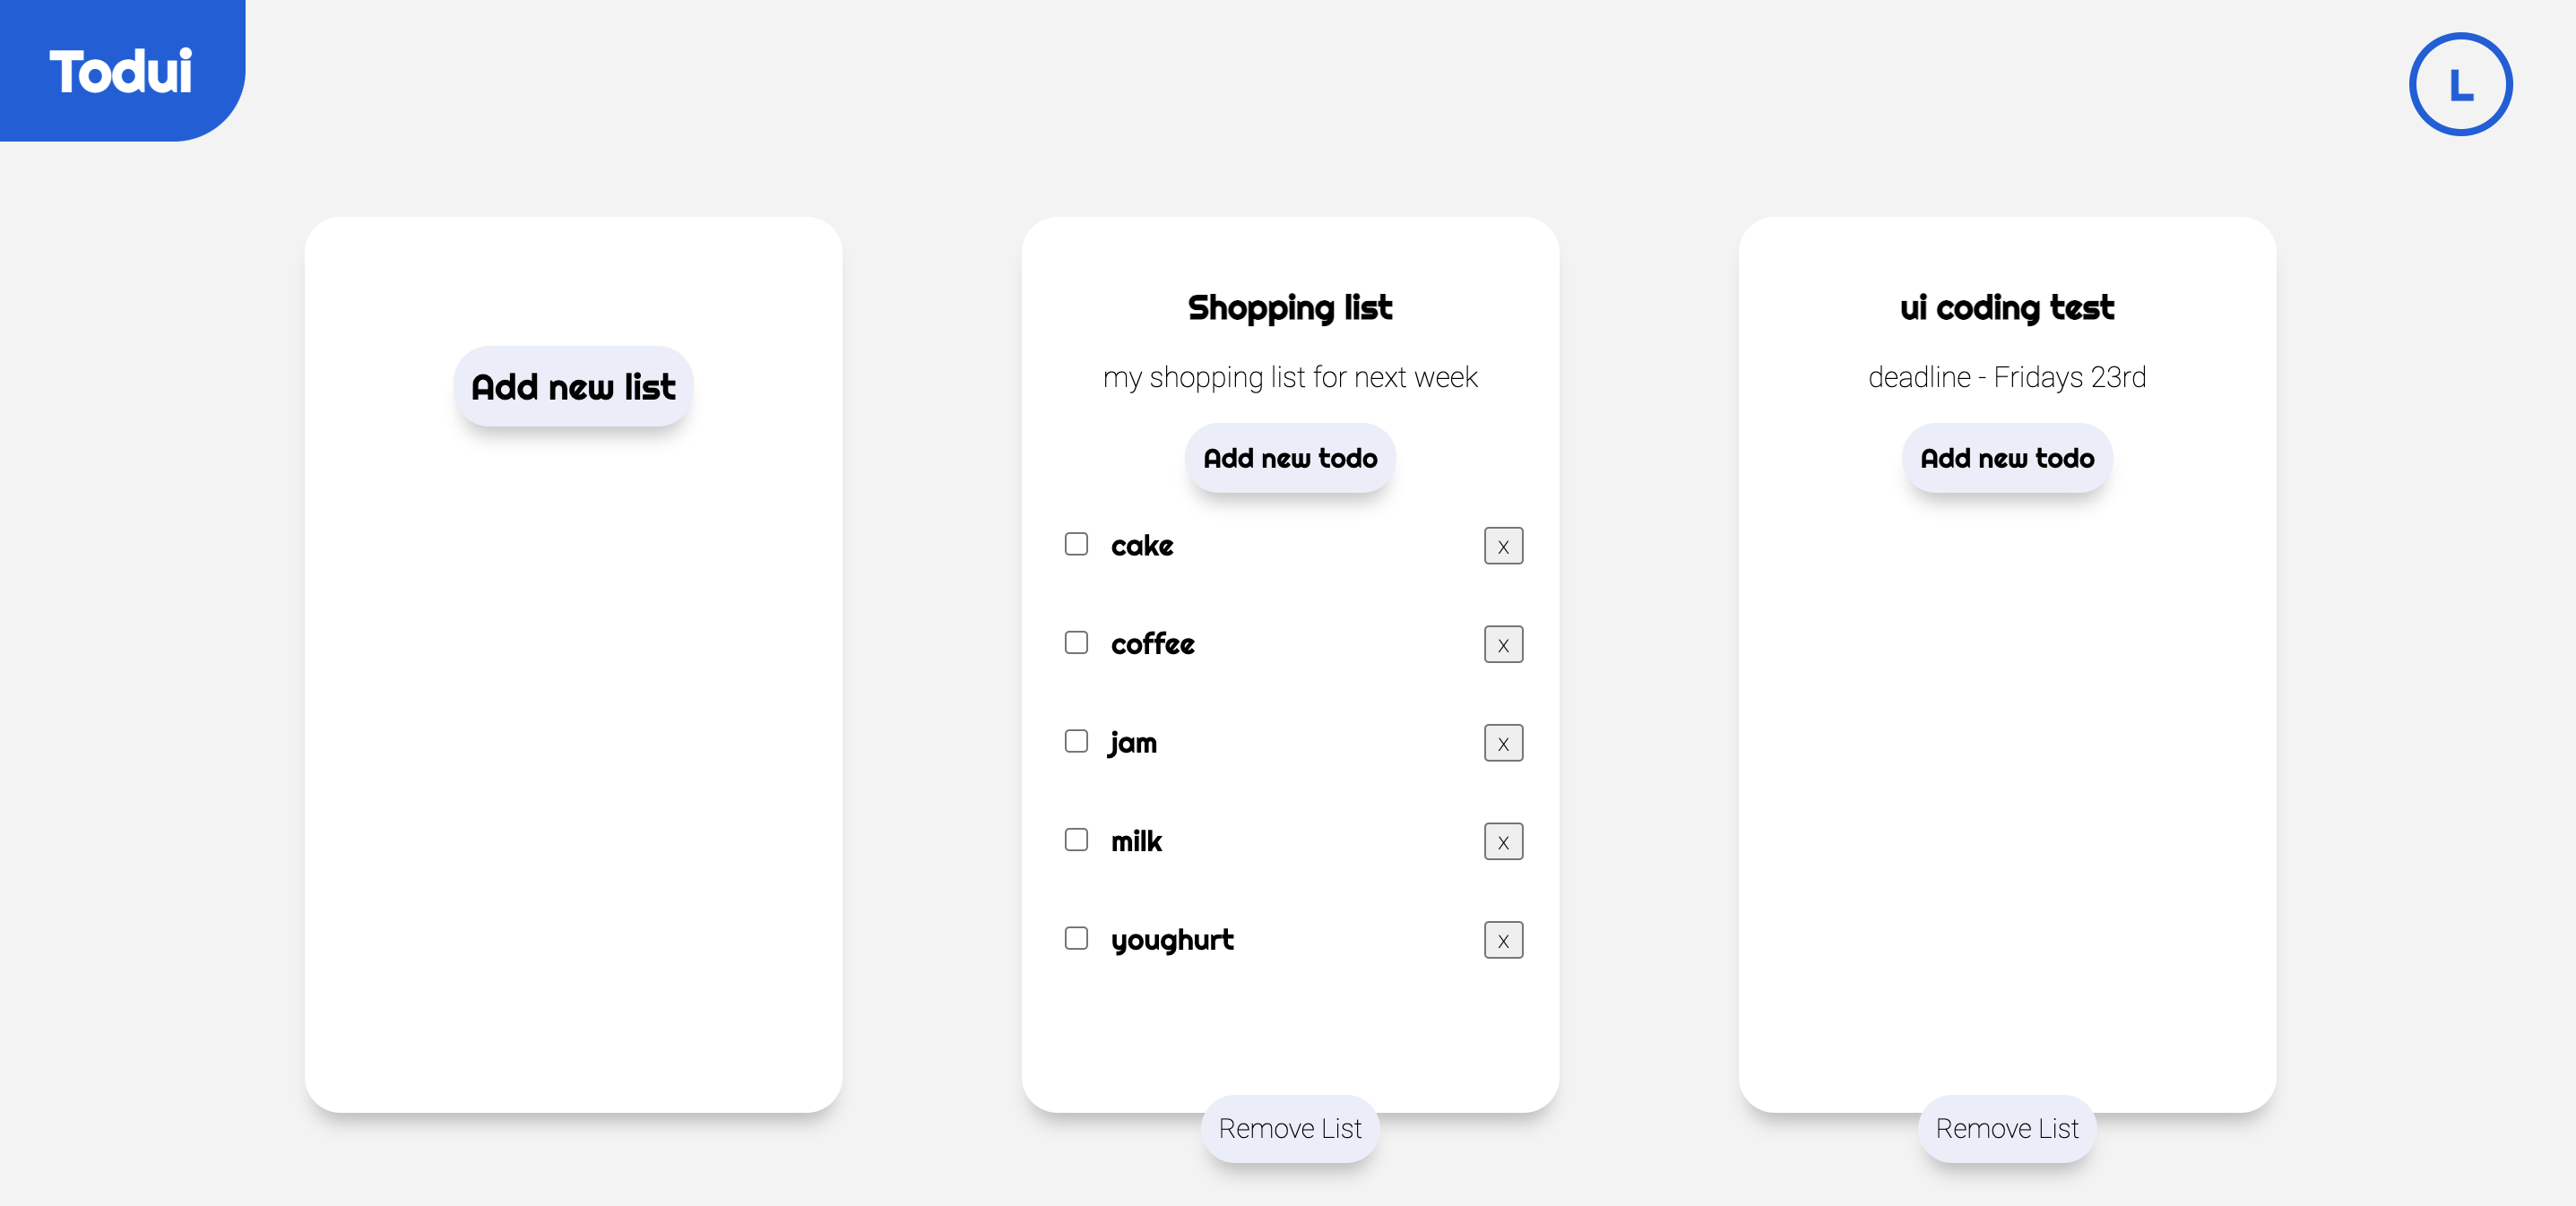 Todui
L
Add new list
Shopping list
my shopping list for next week
Add new todo
cake
x
coffee
x
jam
x
milk
x
youghurt
x
Remove List
ui coding test
deadline - Fridays 23rd
Add new todo
Remove List